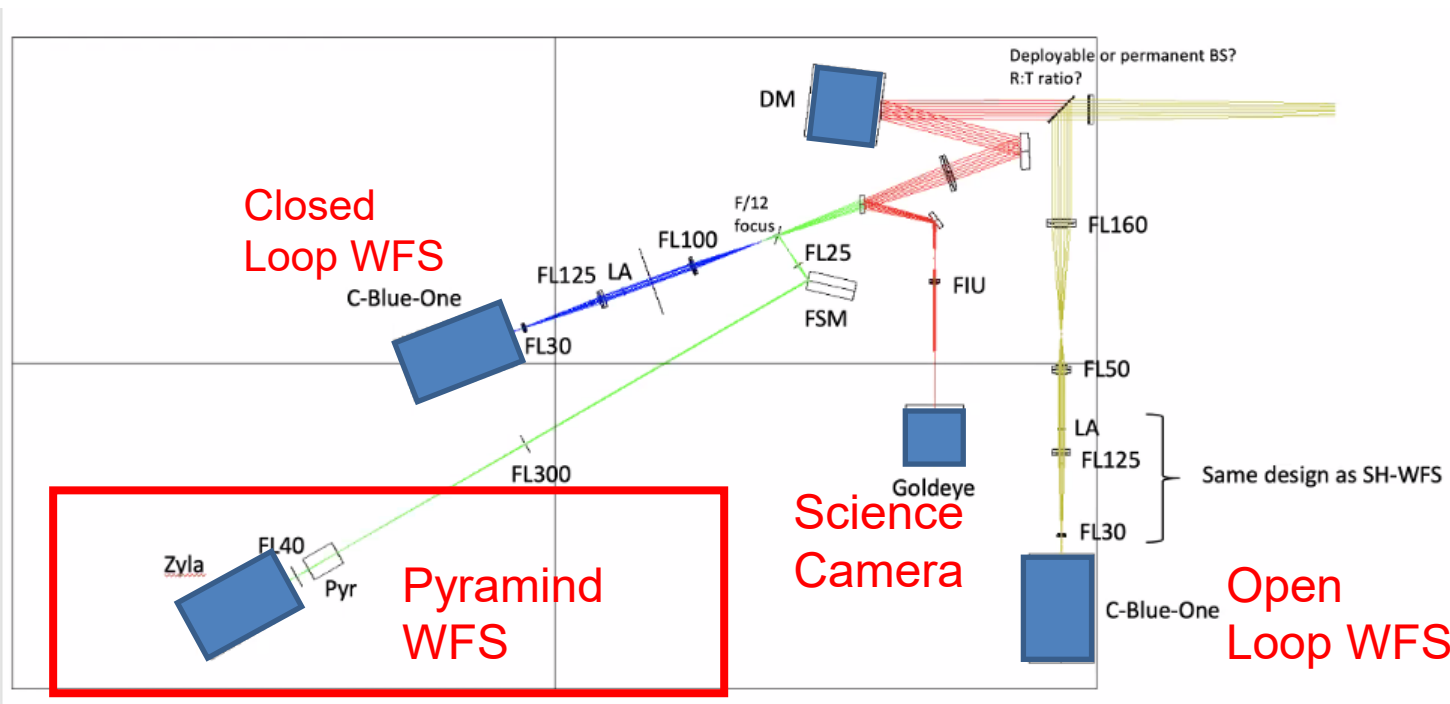 Deployable or permanent BS?
R:T ratio?
DM
Closed
Loop WFS
F/12
focus
FL100
FL125
LA
C-Blue-One
FL30
FL25
FSM
FIU
FL160
FL50
LA
FL125
Same design as SH-WFS
FL30
FL300
Goldeye
Science
Camera
Zyla
FL40
Pyr
Pyramind
WFS
C-Blue-One
Open
Loop WFS